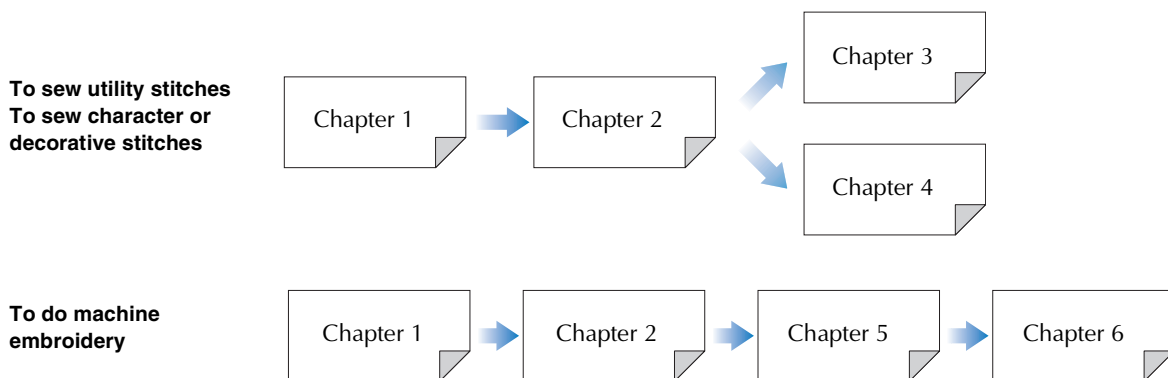 To sew utility stitches
To sew character or
decorative stitches
Chapter 1
Chapter 2
Chapter 3
Chapter 4
To do machine
embroidery
Chapter 1
Chapter 2
Chapter 5
Chapter 6